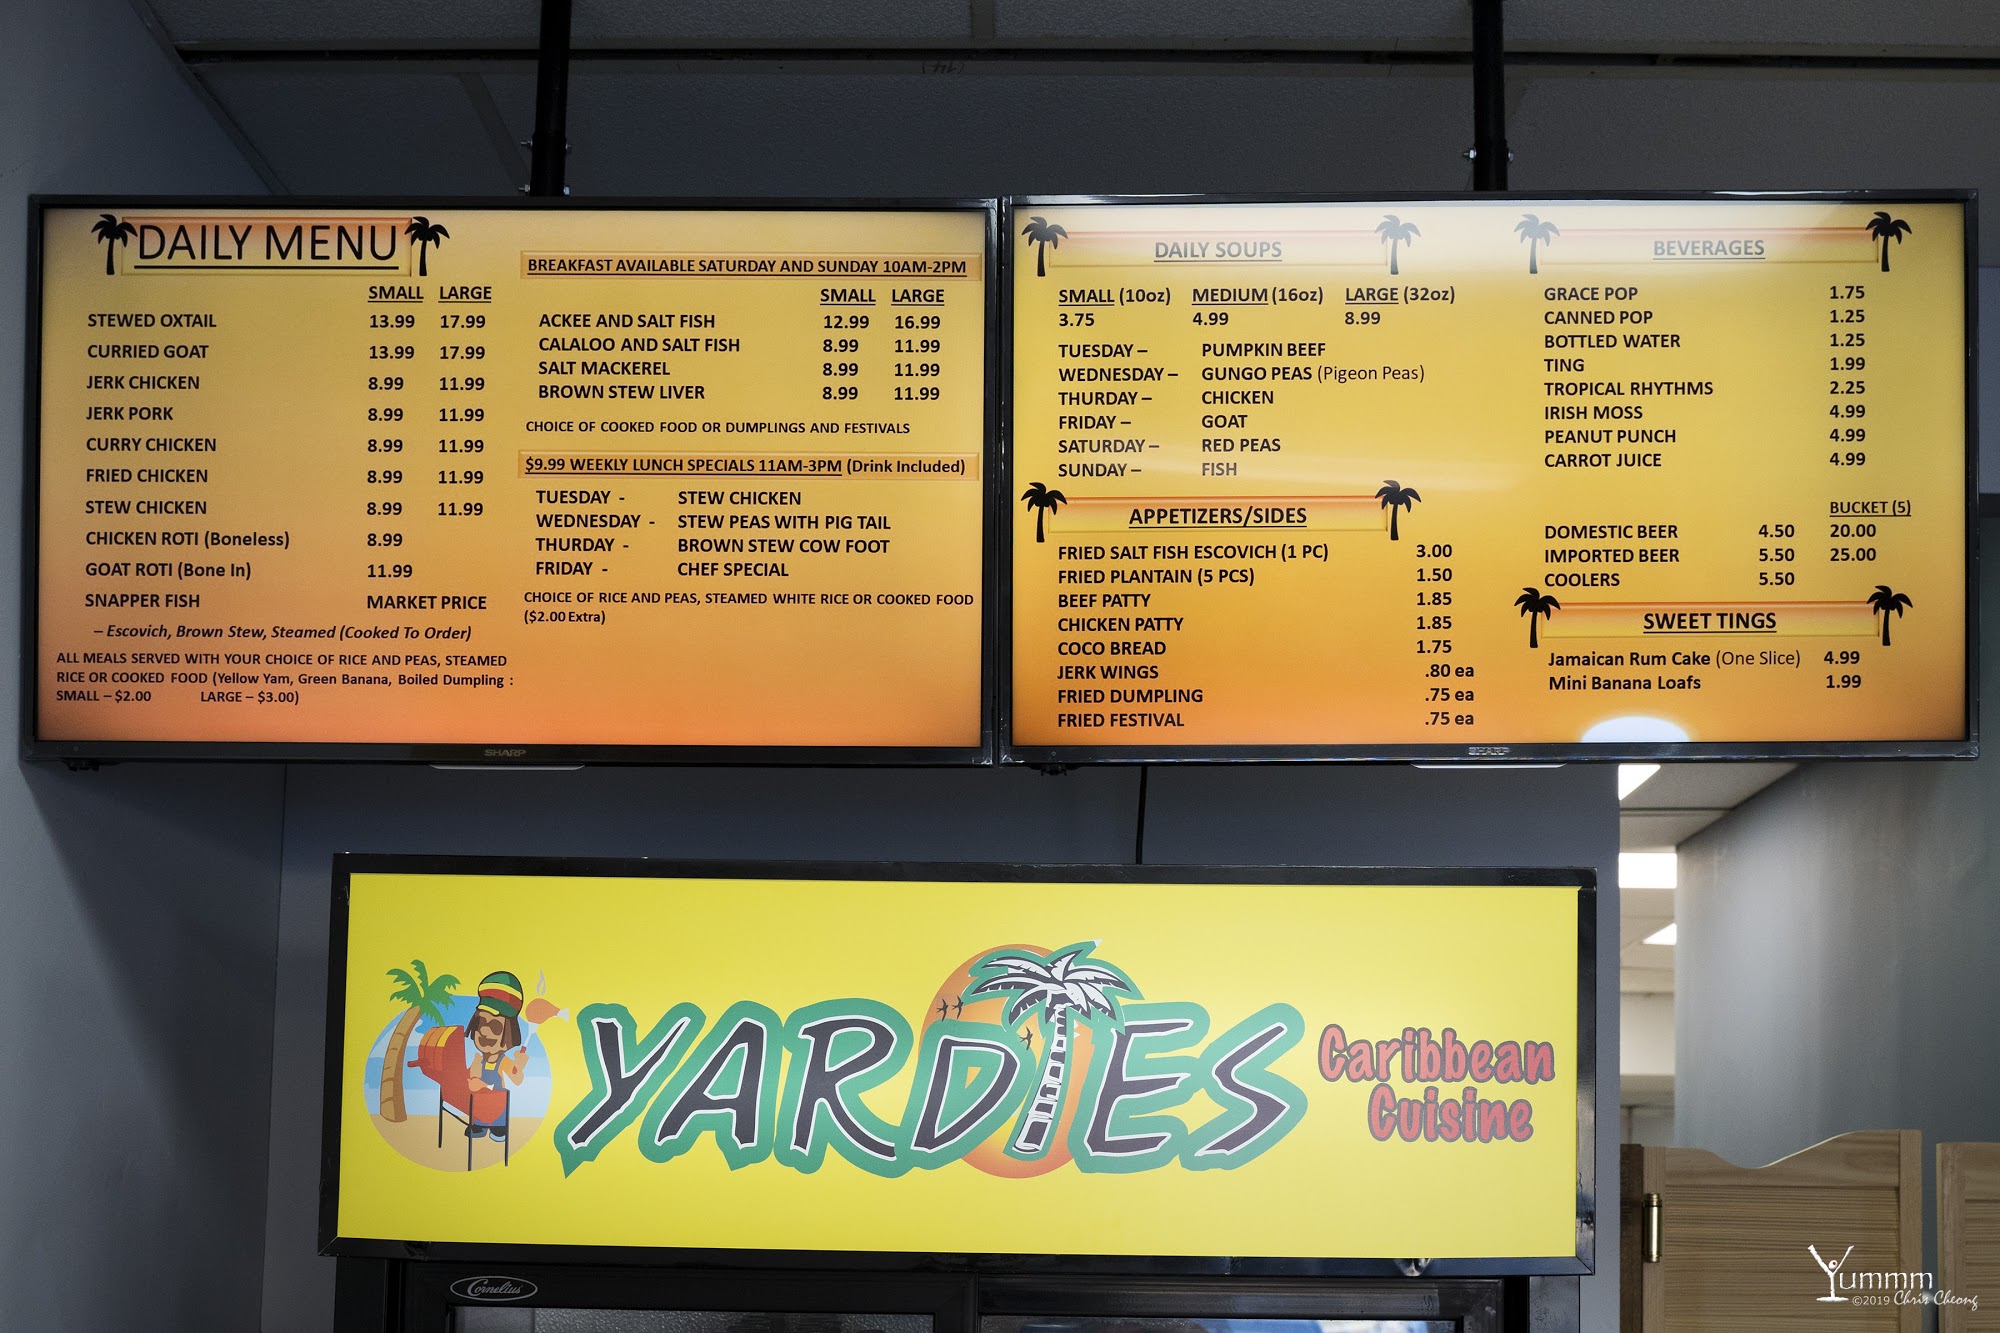 DAILY MENU
SMALL LARGE
STEWED OXTAIL 13.99 17.99
CURRIED GOAT 13.99 17.99
JERK CHICKEN 8.99 11.99
JERK PORK 8.99 11.99
CURRY CHICKEN 8.99 11.99
FRIED CHICKEN 8.99 11.99
STEW CHICKEN 8.99 11.99
CHICKEN ROTI (Boneless) 8.99
GOAT ROTI (Bone In) 11.99
SNAPPER FISH MARKET PRICE
– Escovich, Brown Stew, Steamed (Cooked To Order)
ALL MEALS SERVED WITH YOUR CHOICE OF RICE AND PEAS, STEAMED
RICE OR COOKED FOOD (Yellow Yam, Green Banana, Boiled Dumpling :
SMALL – $2.00 LARGE – $3.00)
BREAKFAST AVAILABLE SATURDAY AND SUNDAY 10AM-2PM
SMALL LARGE
ACKEE AND SALT FISH 12.99 16.99
CALALOO AND SALT FISH 8.99 11.99
SALT MACKEREL 8.99 11.99
BROWN STEW LIVER 8.99 11.99
CHOICE OF COOKED FOOD OR DUMPLINGS AND FESTIVALS
$9.99 WEEKLY LUNCH SPECIALS 11AM-3PM (Drink Included)
TUESDAY - STEW CHICKEN
WEDNESDAY - STEW PEAS WITH PIG TAIL
THURDAY - BROWN STEW COW FOOT
FRIDAY - CHEF SPECIAL
CHOICE OF RICE AND PEAS, STEAMED WHITE RICE OR COOKED FOOD
($2.00 Extra)
SHARP
DAILY SOUPS
SMALL (10oz) MEDIUM (16oz) LARGE (32oz)
3.75 4.99 8.99
TUESDAY – PUMPKIN BEEF
WEDNESDAY – GUNGO PEAS (Pigeon Peas)
THURDAY – CHICKEN
FRIDAY – GOAT
SATURDAY – RED PEAS
SUNDAY – FISH
APPETIZERS/SIDES
FRIED SALT FISH ESCOVICH (1 PC) 3.00
FRIED PLANTAIN (5 PCS) 1.50
BEEF PATTY 1.85
CHICKEN PATTY 1.85
COCO BREAD 1.75
JERK WINGS .80 ea
FRIED DUMPLING .75 ea
FRIED FESTIVAL .75 ea
BEVERAGES
GRACE POP 1.75
CANNED POP 1.25
BOTTLED WATER 1.25
TING 1.99
TROPICAL RHYTHMS 2.25
IRISH MOSS 4.99
PEANUT PUNCH 4.99
CARROT JUICE 4.99
BUCKET (5)
DOMESTIC BEER 4.50 20.00
IMPORTED BEER 5.50 25.00
COOLERS 5.50
SWEET TINGS
Jamaican Rum Cake (One Slice) 4.99
Mini Banana Loafs 1.99
SHARP
YARDIES
Caribbean
Cuisine
Cornelius
Yummm
©2019 Chris Cheong